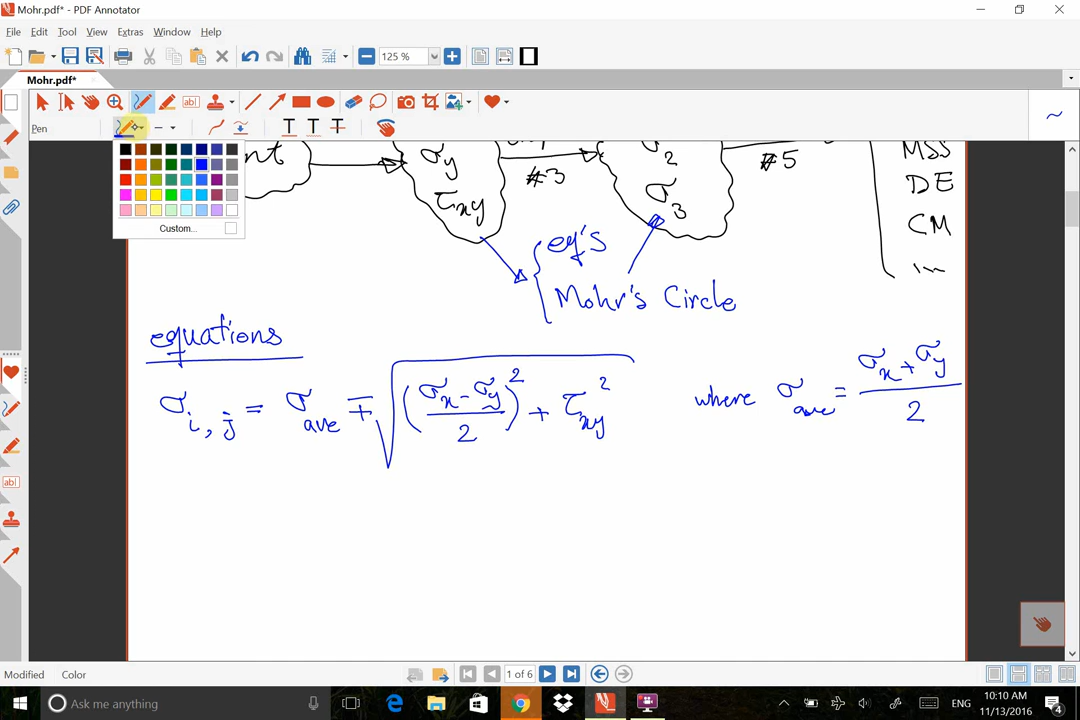 Mohr.pdf* - PDF Annotator
File Edit Tool View Extras Window Help
125 %
Mohr.pdf*
Pen
Custom...
σy
τxy
#3
σ2
σ3
#5
MSS
DE
CM
eq's
Mohr's Circle
equations
σi,j = σave ∓ √((σx - σy)/2)² + τxy²
where σave = (σx + σy)/2
Modified Color
1 of 6
Ask me anything
ENG
10:10 AM
11/13/2016
4